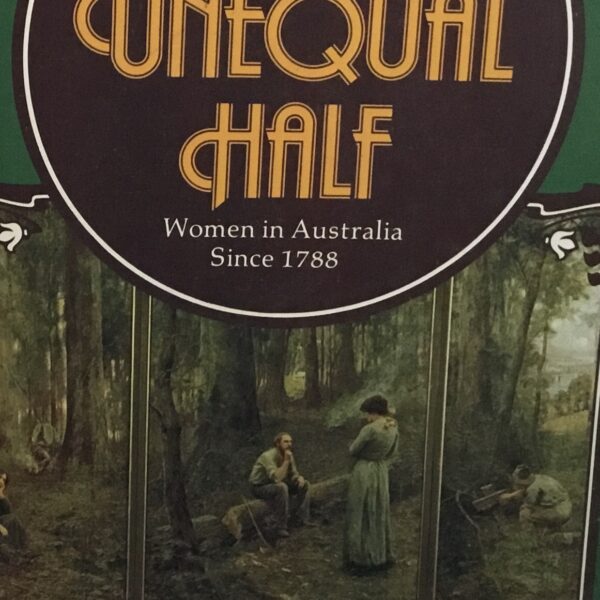 UNEQUAL
HALF
Women in Australia
Since 1788